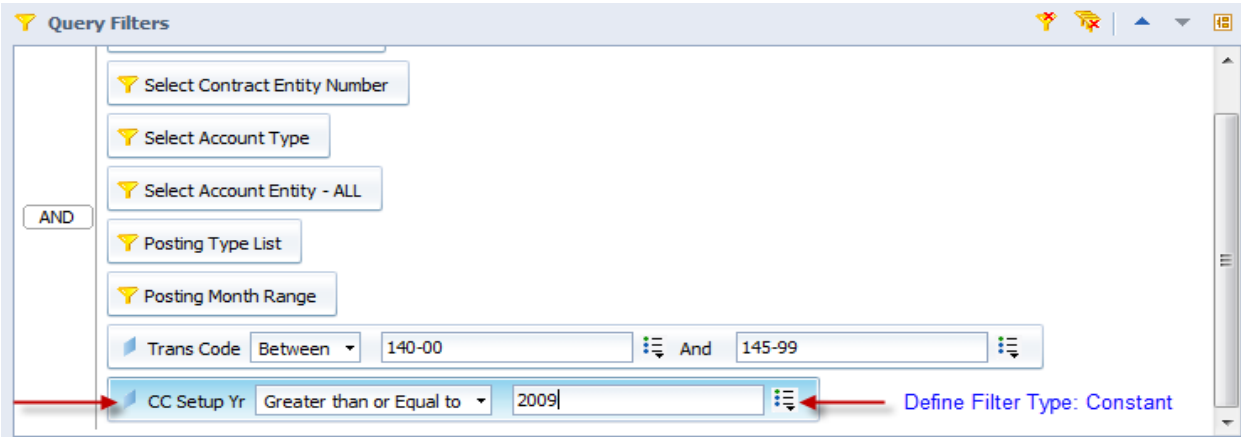 Query Filters
Select Contract Entity Number
Select Account Type
Select Account Entity - ALL
AND
Posting Type List
Posting Month Range
Trans Code Between 140-00 And 145-99
CC Setup Yr Greater than or Equal to 2009 Define Filter Type: Constant